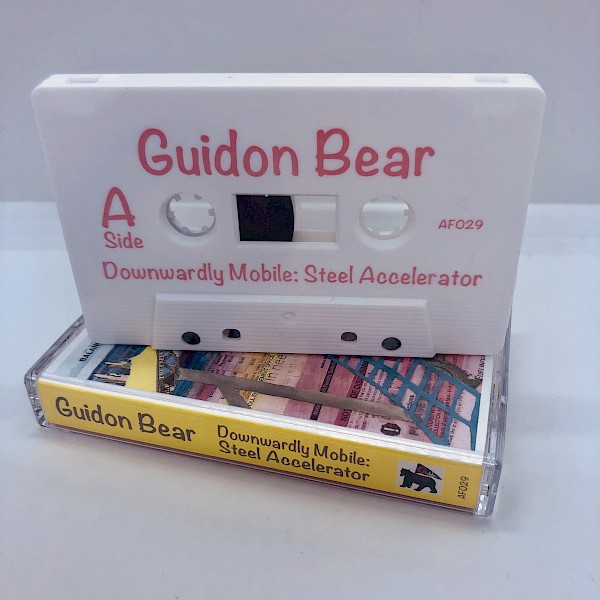 Guidon Bear
A
Side
AF029
Downwardly Mobile: Steel Accelerator
Guidon Bear
Downwardly Mobile:
Steel Accelerator
AF029